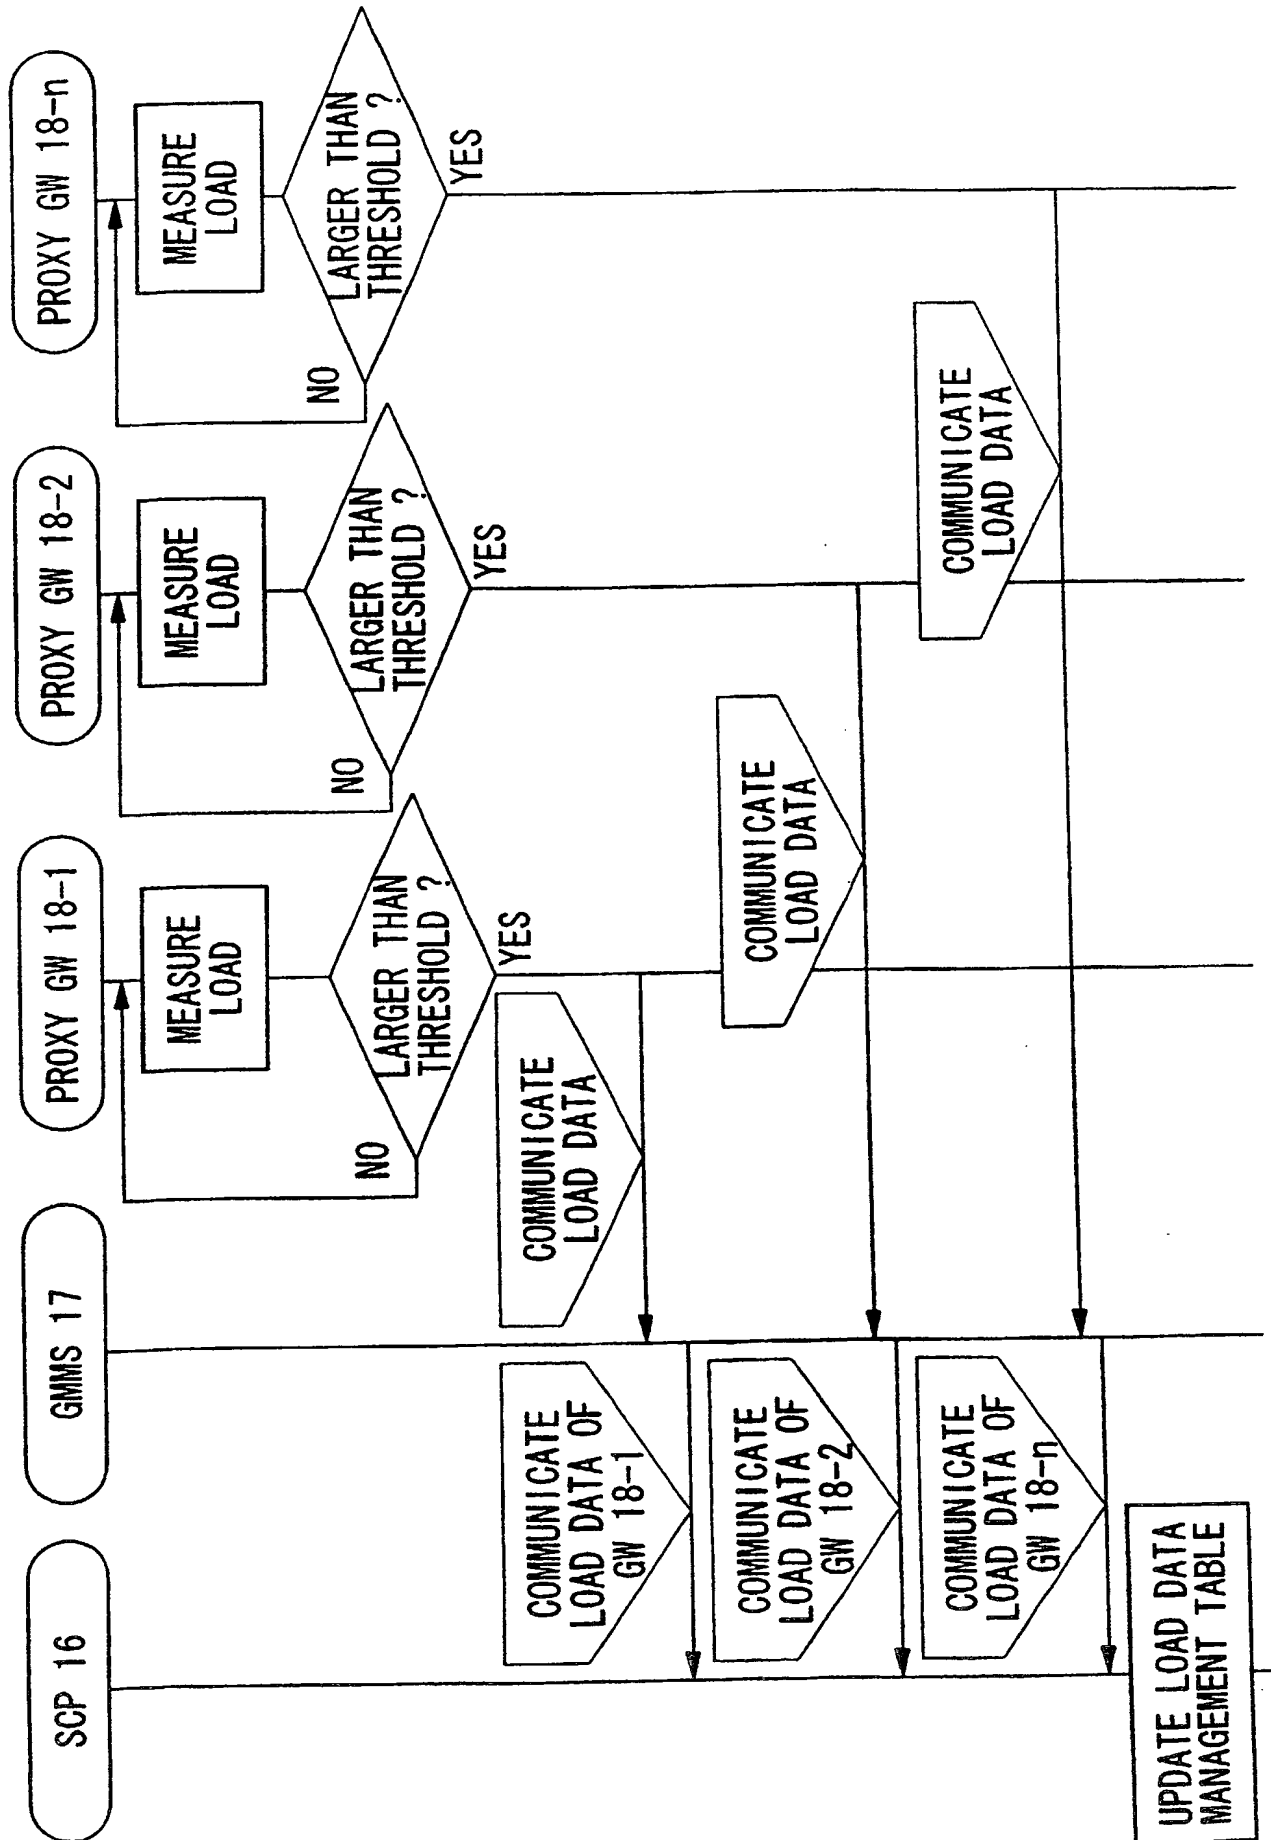 SCP 16
GMMS 17
PROXY GW 18-1
PROXY GW 18-2
PROXY GW 18-n
MEASURE
LOAD
MEASURE
LOAD
MEASURE
LOAD
NO
LARGER THAN
THRESHOLD ?
YES
NO
LARGER THAN
THRESHOLD ?
YES
NO
LARGER THAN
THRESHOLD ?
YES
COMMUNICATE
LOAD DATA
COMMUNICATE
LOAD DATA OF
GW 18-1
COMMUNICATE
LOAD DATA
COMMUNICATE
LOAD DATA OF
GW 18-2
COMMUNICATE
LOAD DATA
COMMUNICATE
LOAD DATA OF
GW 18-n
UPDATE LOAD DATA
MANAGEMENT TABLE